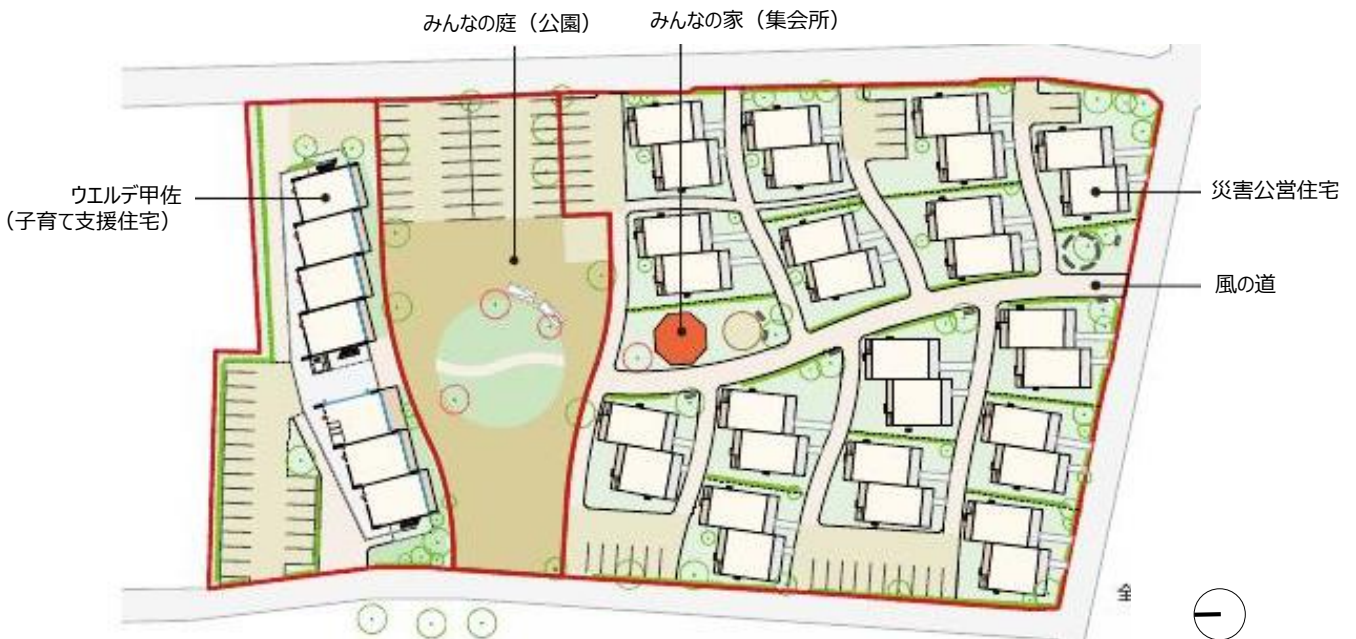 みんなの庭（公園）
みんなの家（集会所）
ウエルデ甲佐
（子育て支援住宅）
災害公営住宅
風の道
全